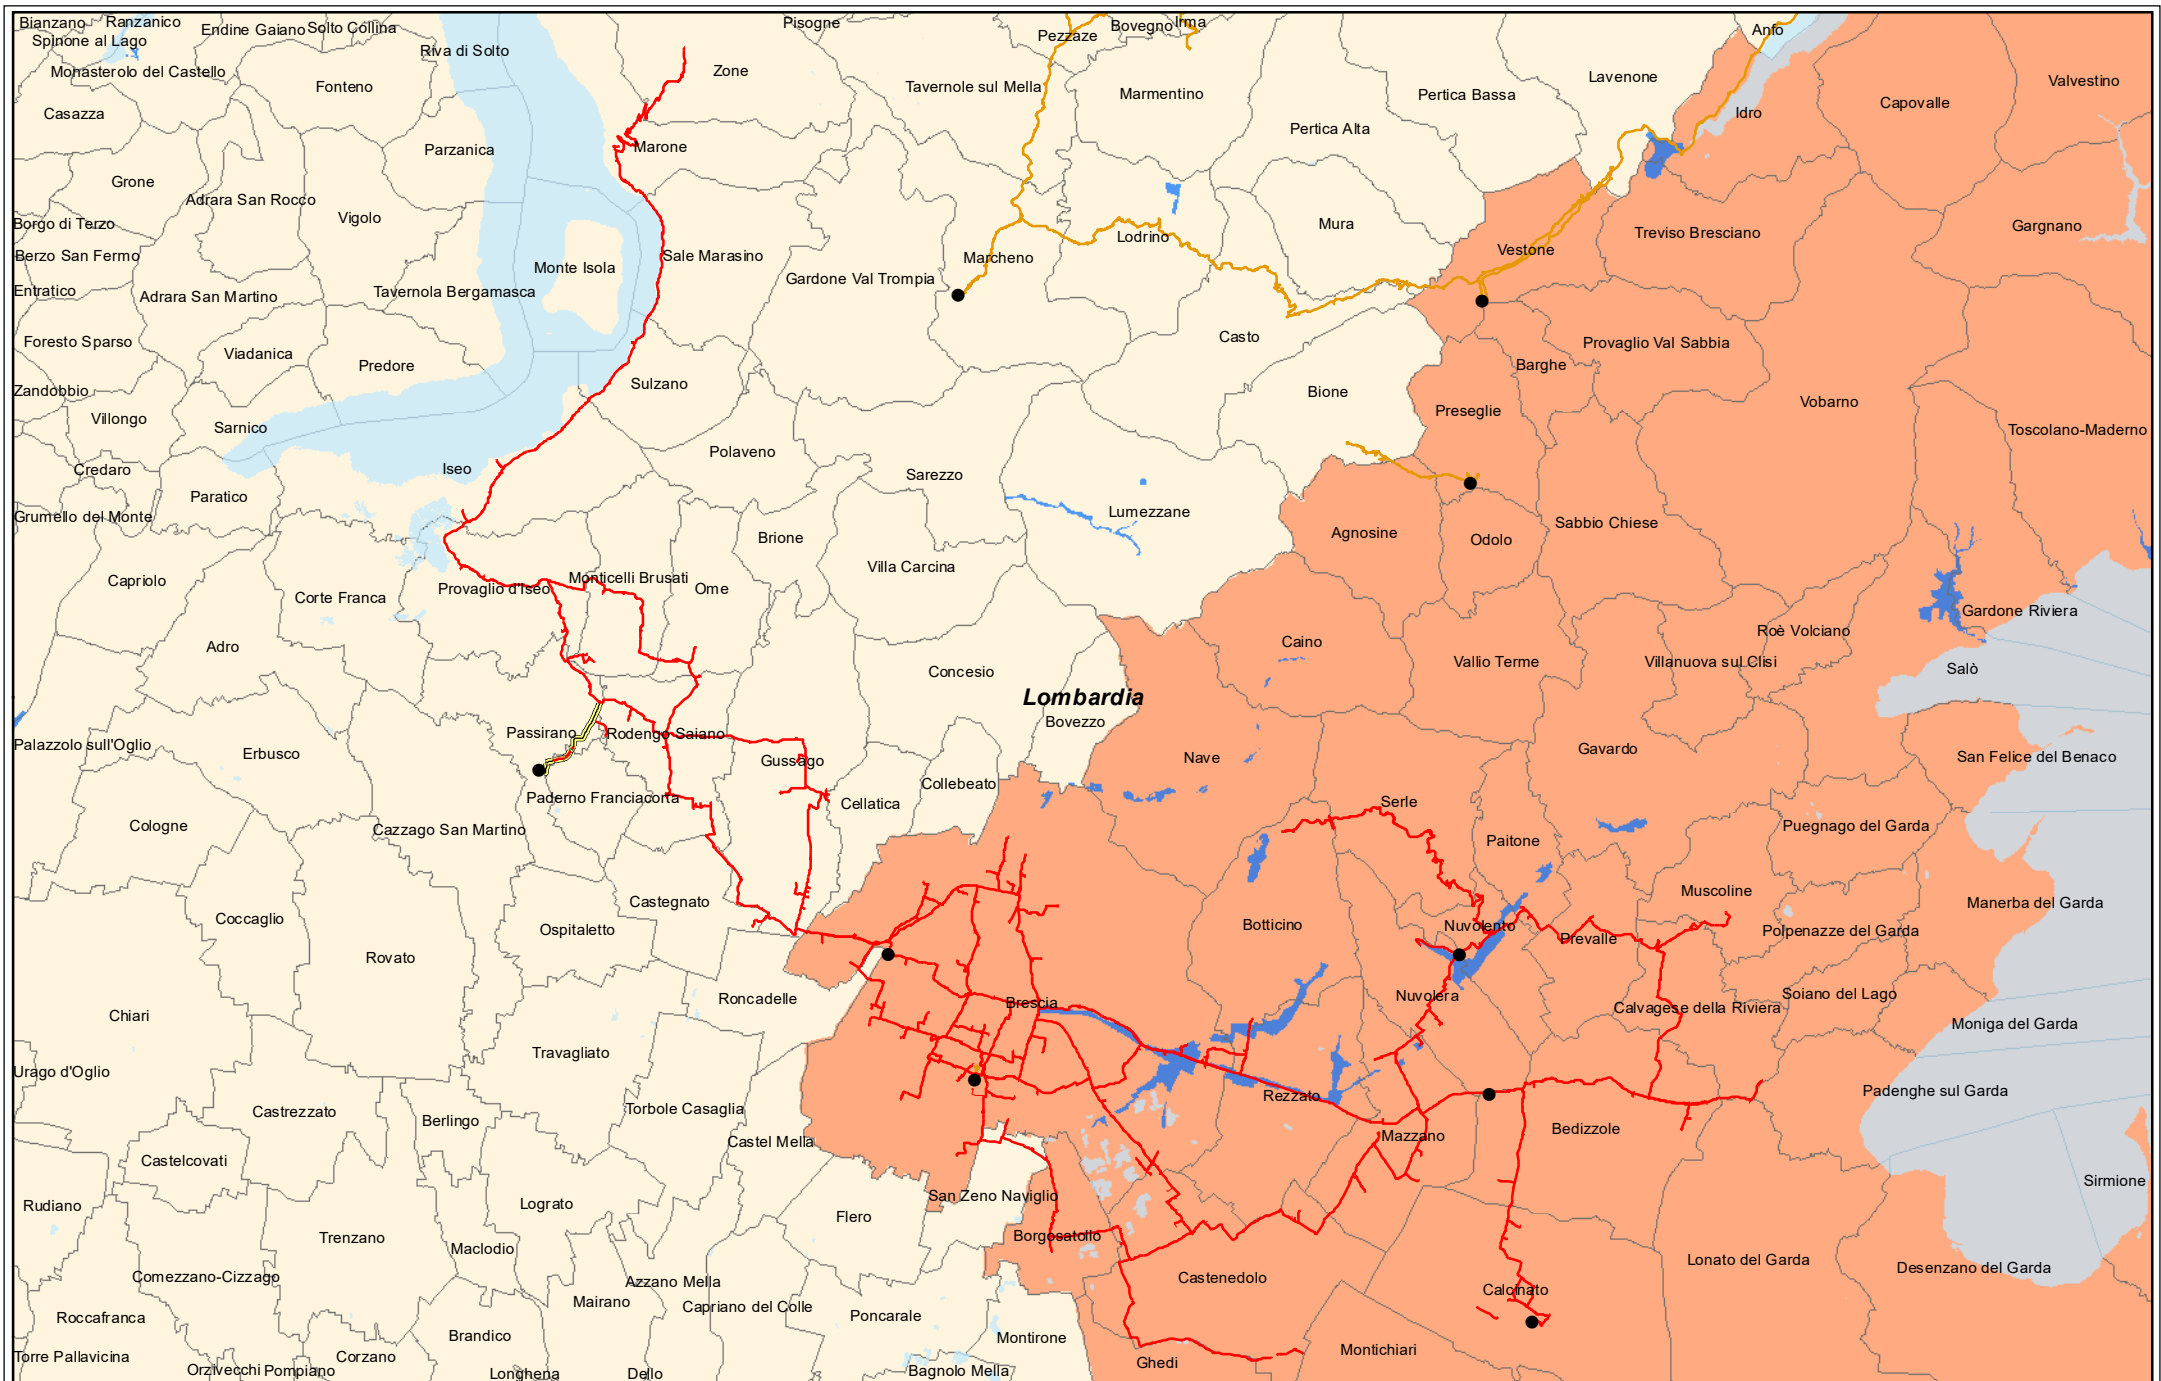 Bianzano
Ranzanico
Endine Gaiano
Solto Collina
Riva di Solto
Pisogne
Pezzaze
Bovegno
Irma
Anfo
Spinone al Lago
Monasterolo del Castello
Fonteno
Zone
Tavernole sul Mella
Marmentino
Pertica Bassa
Lavenone
Capovalle
Valvestino
Casazza
Idro
Parzanica
Marone
Pertica Alta
Grone
Adrara San Rocco
Vigolo
Borgo di Terzo
Mura
Gargnano
Lodrino
Treviso Bresciano
Vestone
Berzo San Fermo
Monte Isola
Sale Marasino
Marcheno
Gardone Val Trompia
Entratico
Adrara San Martino
Tavernola Bergamasca
Foresto Sparso
Viadanica
Predore
Casto
Provaglio Val Sabbia
Barghe
Sulzano
Zandobbio
Bione
Vobarno
Villongo
Sarnico
Preseglie
Toscolano-Maderno
Polaveno
Credaro
Iseo
Sarezzo
Paratico
Grumello del Monte
Lumezzane
Sabbio Chiese
Agnosine
Odolo
Brione
Villa Carcina
Capriolo
Monticelli Brusati
Provaglio d'Iseo
Ome
Corte Franca
Gardone Riviera
Roè Volciano
Adro
Caino
Vallio Terme
Villanuova sul Clisi
Salò
Concesio
Lombardia
Bovezzo
Passirano
Rodengo Saiano
Palazzolo sull'Oglio
Erbusco
Gussago
Nave
Gavardo
San Felice del Benaco
Collebeato
Paderno Franciacorta
Cellatica
Serle
Cologne
Cazzago San Martino
Puegnago del Garda
Paitone
Muscoline
Castegnato
Manerba del Garda
Coccaglio
Ospitaletto
Botticino
Nuvolento
Prevalle
Polpenazze del Garda
Rovato
Roncadelle
Brescia
Nuvolera
Soiano del Lago
Calvagese della Riviera
Chiari
Moniga del Garda
Travagliato
Urago d'Oglio
Rezzato
Padenghe sul Garda
Castrezzato
Berlingo
Torbole Casaglia
Bedizzole
Mazzano
Castel Mella
Castelcovati
Sirmione
San Zeno Naviglio
Rudiano
Lograto
Flero
Trenzano
Borgosatollo
Maclodio
Lonato del Garda
Desenzano del Garda
Comezzano-Cizzago
Azzano Mella
Castenedolo
Calcinato
Mairano
Capriano del Colle
Roccafranca
Poncarale
Brandico
Montirone
Montichiari
Torre Pallavicina
Corzano
Ghedi
Orzivecchi
Pompiano
Longhena
Dello
Bagnolo Mella